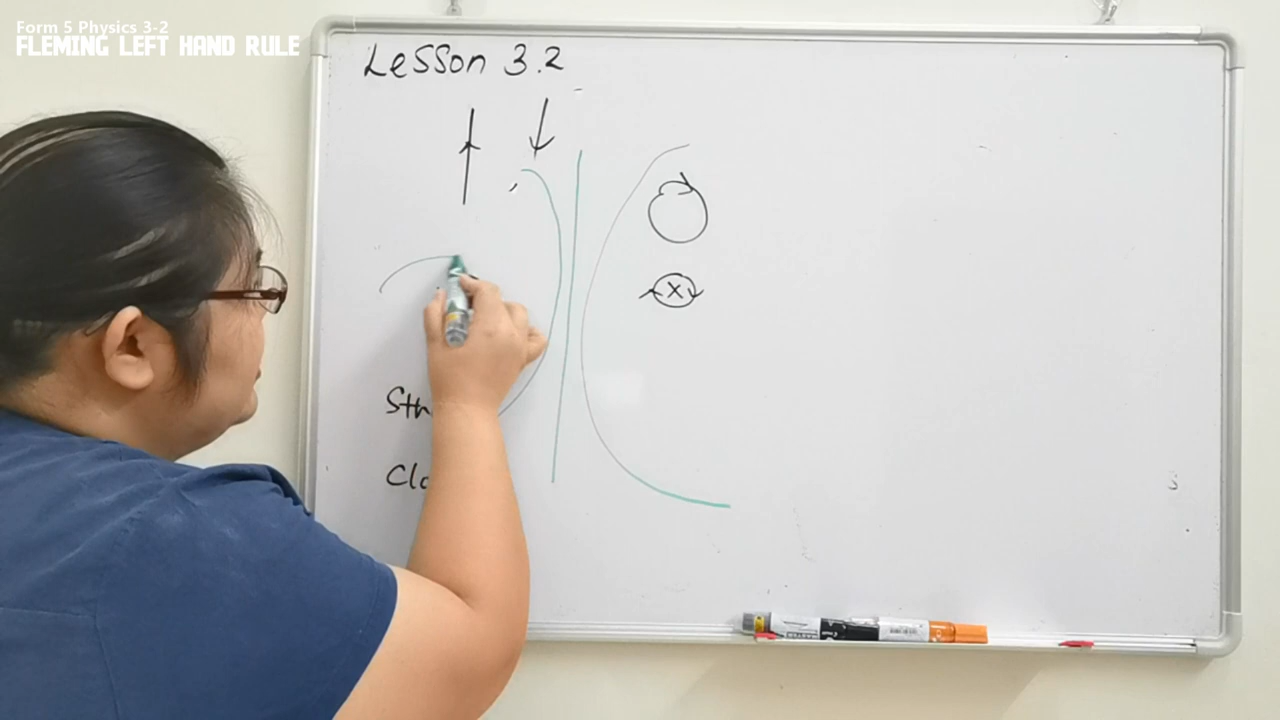 Form 5 Physics 3-2
FLEMING LEFT HAND RULE
Lesson 3.2
X